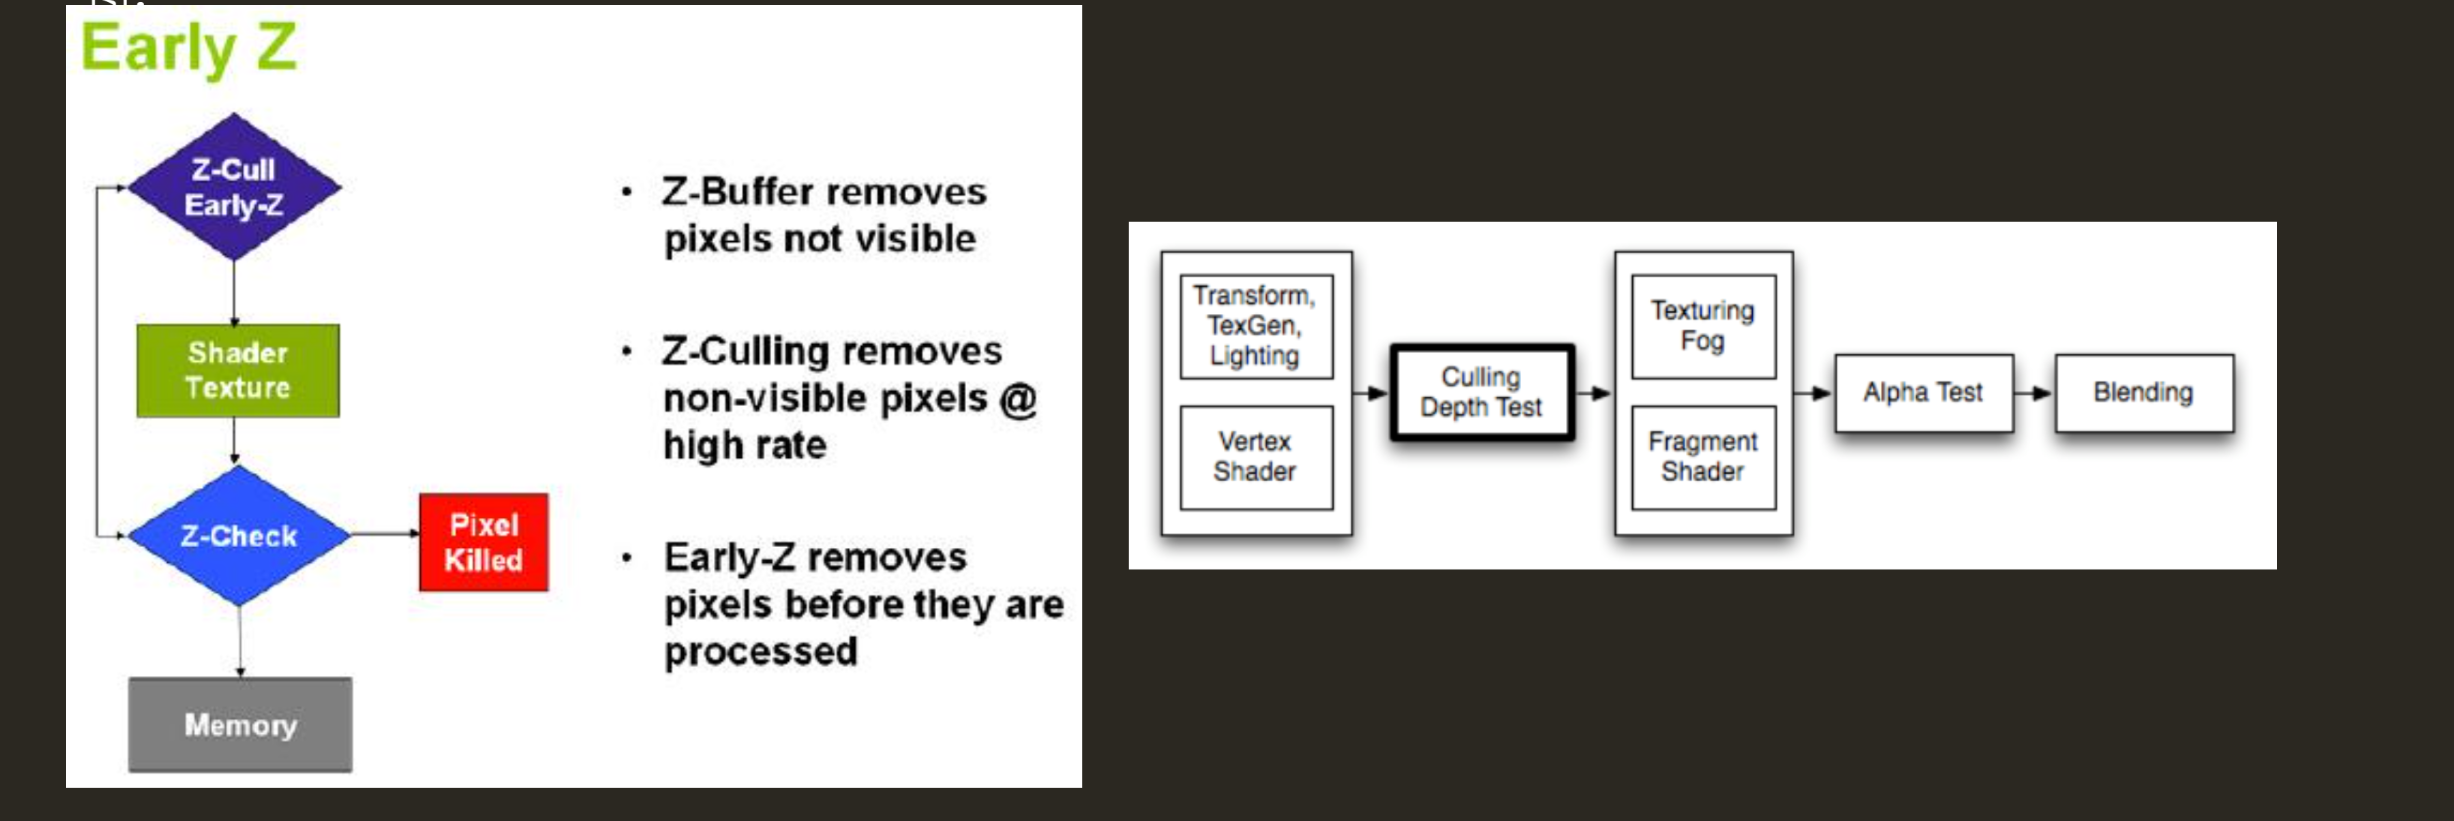 Early Z
Z-Cull
Early-Z
Shader
Texture
Z-Check
Pixel
Killed
Memory
• Z-Buffer removes
pixels not visible
• Z-Culling removes
non-visible pixels @
high rate
• Early-Z removes
pixels before they are
processed
Transform,
TexGen,
Lighting
Vertex
Shader
Culling
Depth Test
Texturing
Fog
Fragment
Shader
Alpha Test
Blending